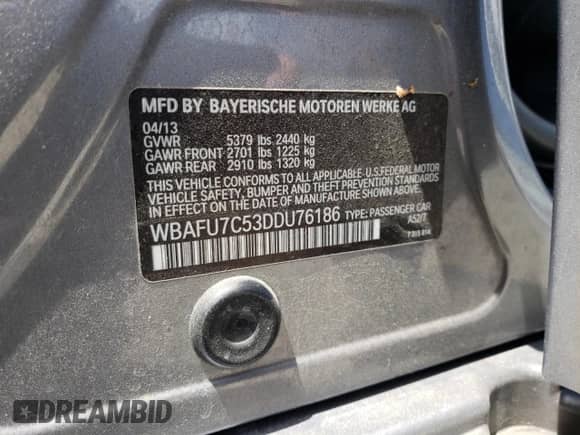 MFD BY BAYERISCHE MOTOREN WERKE AG
04/13
GVWR 5379 lbs 2440 kg
GAWR FRONT 2701 lbs 1225 kg
GAWR REAR 2910 lbs 1320 kg
THIS VEHICLE CONFORMS TO ALL APPLICABLE U.S.FEDERAL MOTOR
VEHICLE SAFETY, BUMPER AND THEFT PREVENTION STANDARDS
IN EFFECT ON THE DATE OF MANUFACTURE SHOWN ABOVE.
WBAFU7C53DDU76186 TYPE: PASSENGER CAR
A52/7
DREAMBID